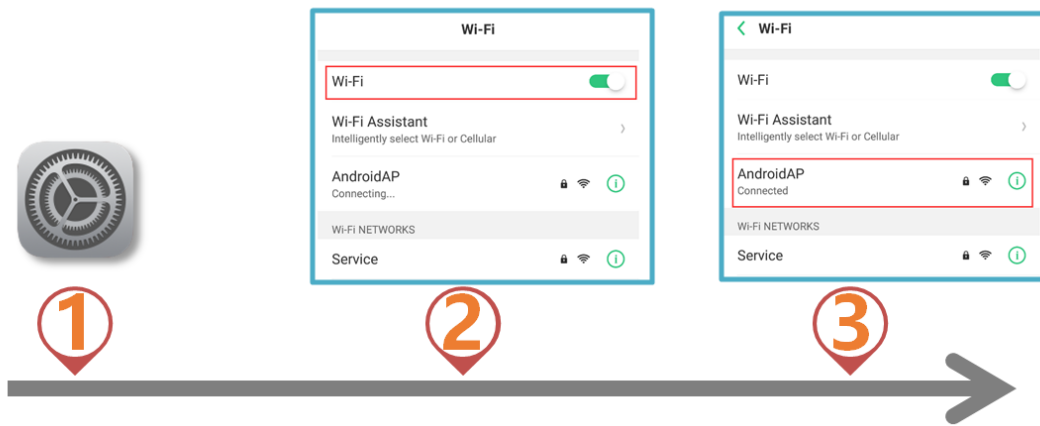 Wi-Fi
Wi-Fi
Wi-Fi Assistant
Intelligently select Wi-Fi or Cellular
AndroidAP
Connecting...
Wi-Fi NETWORKS
Service
Wi-Fi
Wi-Fi
Wi-Fi Assistant
Intelligently select Wi-Fi or Cellular
AndroidAP
Connected
Wi-Fi NETWORKS
Service
1
2
3